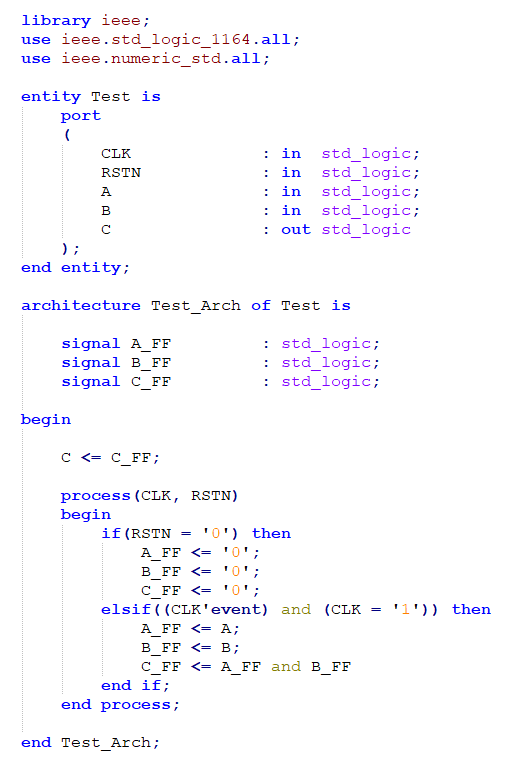 library ieee;
use ieee.std_logic_1164.all;
use ieee.numeric_std.all;

entity Test is
    port
    (
        CLK             : in  std_logic;
        RSTN            : in  std_logic;
        A               : in  std_logic;
        B               : in  std_logic;
        C               : out std_logic
    );
end entity;

architecture Test_Arch of Test is

    signal A_FF         : std_logic;
    signal B_FF         : std_logic;
    signal C_FF         : std_logic;

begin

    C <= C_FF;

    process(CLK, RSTN)
    begin
        if(RSTN = '0') then
            A_FF <= '0';
            B_FF <= '0';
            C_FF <= '0';
        elsif((CLK'event) and (CLK = '1')) then
            A_FF <= A;
            B_FF <= B;
            C_FF <= A_FF and B_FF
        end if;
    end process;

end Test_Arch;